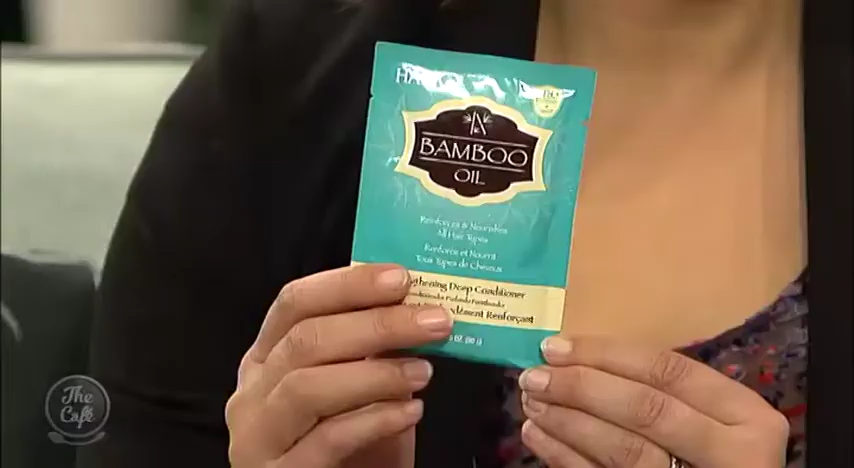 BAMBOO
OIL
Reinforces & Nourishes
All Hair Types
Renforce et Nourrit
Tous Types de Cheveux
Deep Conditioner
Renforçant
The
Café